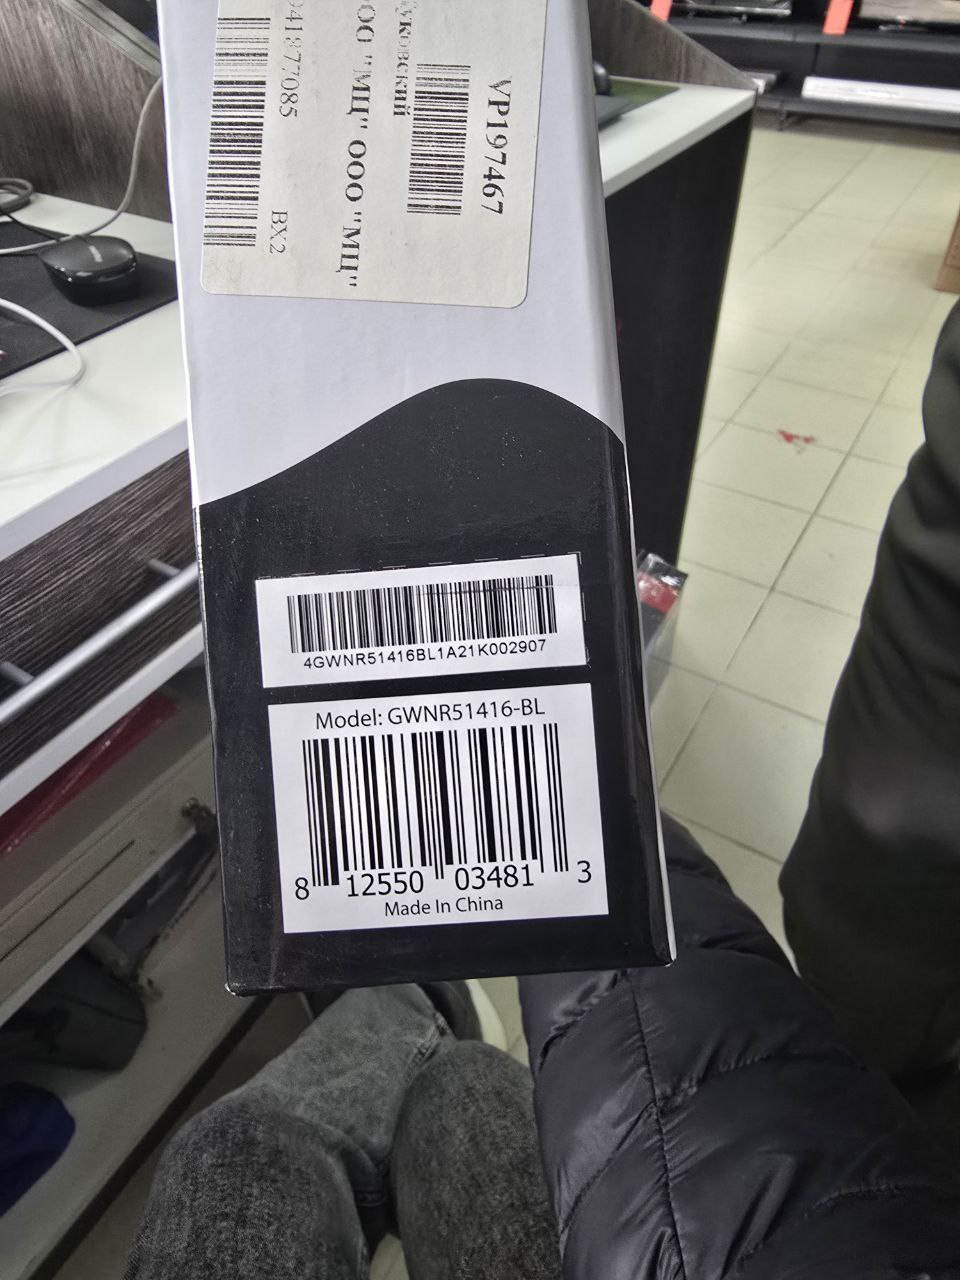 VP197467
ООО "МЦ" ООО "МЦ"
BX2
4GWNR51416BL1A21K002907
Model: GWNR51416-BL
8 12550 03481 3
Made In China